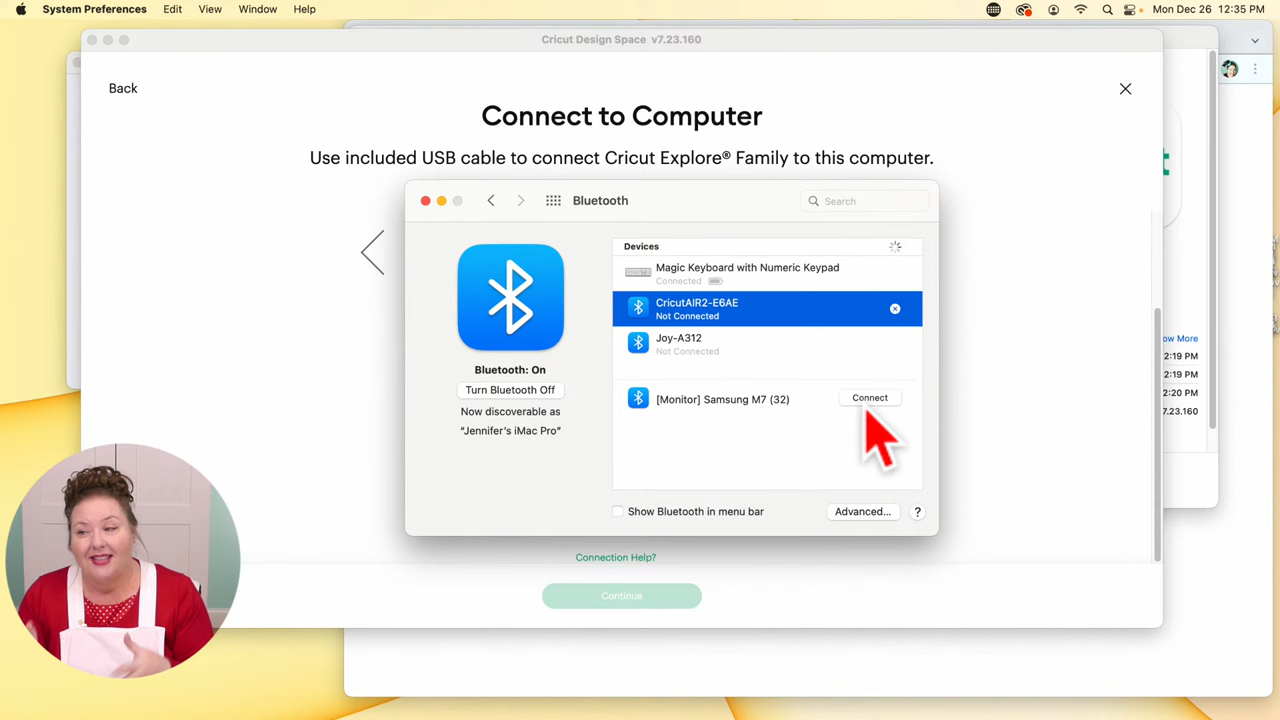 System Preferences Edit View Window Help
Mon Dec 26 12:35 PM
Cricut Design Space v7.23.160
Back
Connect to Computer
Use included USB cable to connect Cricut Explore® Family to this computer.
Bluetooth
Search
Devices
Magic Keyboard with Numeric Keypad
Connected
CricutAIR2-E6AE
Not Connected
Joy-A312
Not Connected
[Monitor] Samsung M7 (32)
Connect
Bluetooth: On
Turn Bluetooth Off
Now discoverable as
“Jennifer’s iMac Pro”
Show Bluetooth in menu bar
Advanced...
?
Connection Help?
Continue
ow More
2:19 PM
2:19 PM
2:20 PM
7.23.160
t